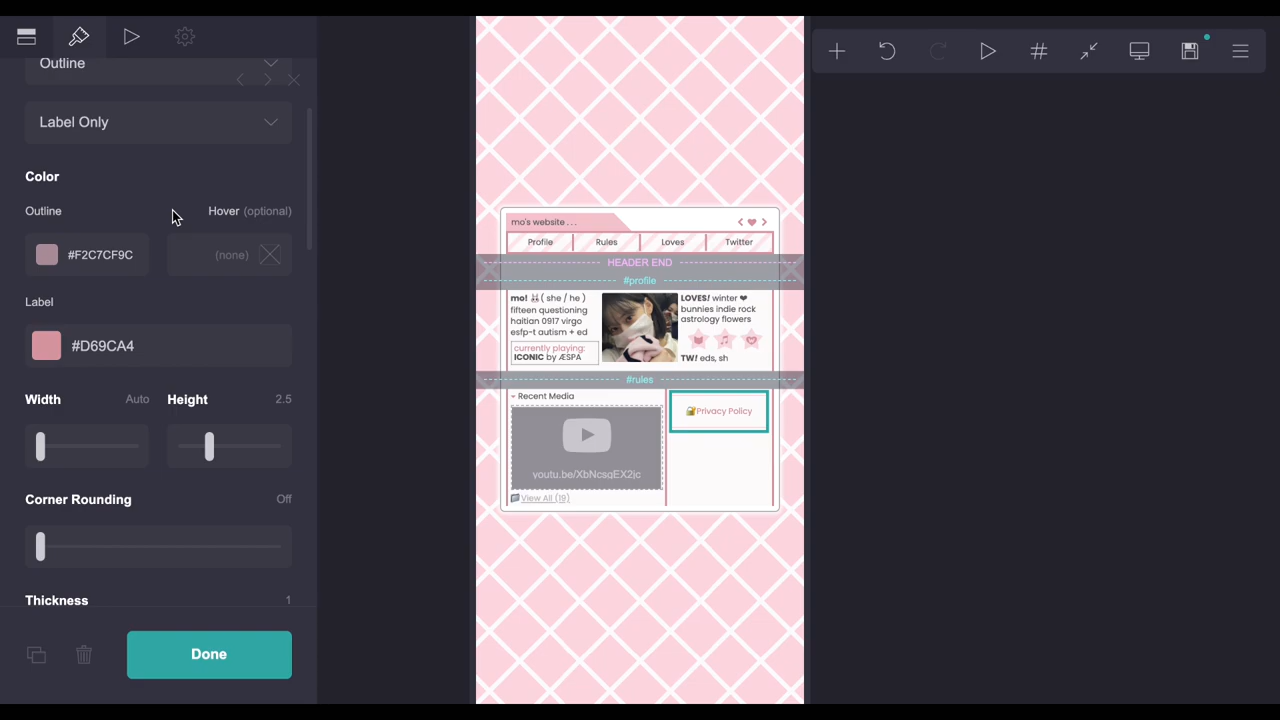 Outline
Label Only
Color
Outline
Hover (optional)
#F2C7CF9C
(none)
Label
#D69CA4
Width Auto
Height 2.5
Corner Rounding Off
Thickness 1
Done
mo's website . . .
Profile
Rules
Loves
Twitter
HEADER END
#profile
mo! 🐰 ( she / he )
fifteen questioning
haitian 0917 virgo
esfp-t autism + ed
currently playing:
ICONIC by ÆSPA
LOVES! winter ❤
bunnies indie rock
astrology flowers
TW! eds, sh
#rules
Recent Media
youtu.be/XbNcsgEX2jc
View All (19)
🔐Privacy Policy